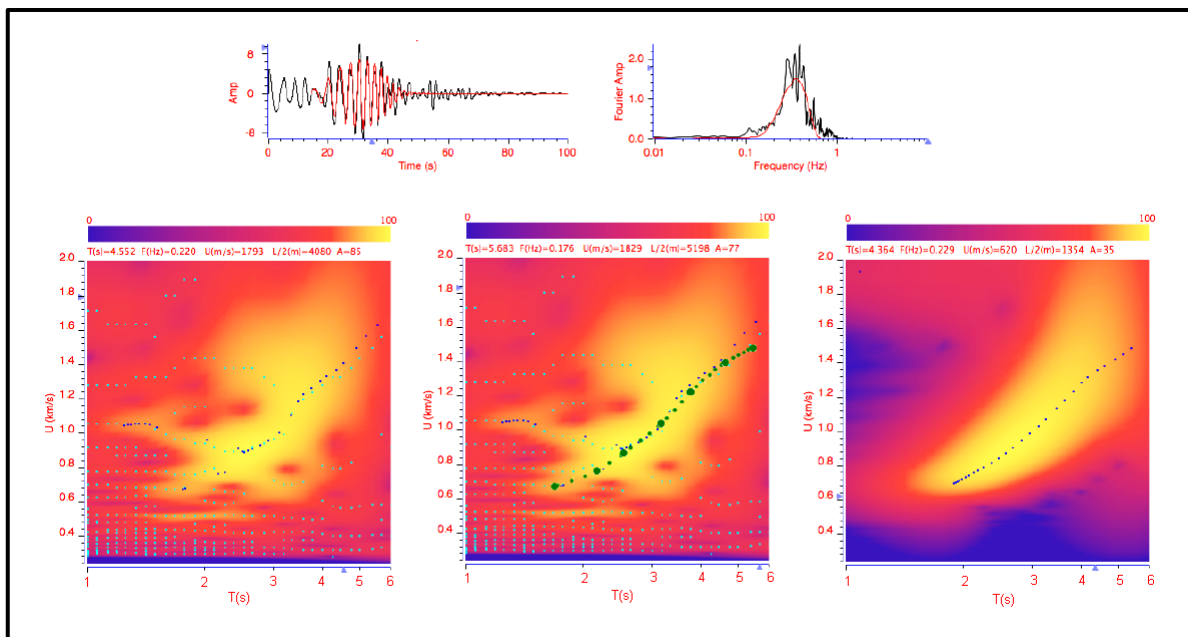 8
0
-8
Amp
0 20 40 60 80 100
Time (s)
2.0
1.0
0.0
Fourier Amp
0.01 0.1 1
Frequency (Hz)
0 100
T(s)=4.552 F(Hz)=0.220 U(m/s)=1793 L/2(m)=4080 A=85
2.0
1.8
1.6
1.4
1.2
1.0
0.8
0.6
0.4
U (km/s)
1 2 3 4 5 6
T(s)
0 100
T(s)=5.683 F(Hz)=0.176 U(m/s)=1829 L/2(m)=5198 A=77
2.0
1.8
1.6
1.4
1.2
1.0
0.8
0.6
0.4
U (km/s)
1 2 3 4 5 6
T(s)
0 100
T(s)=4.364 F(Hz)=0.229 U(m/s)=620 L/2(m)=1354 A=35
2.0
1.8
1.6
1.4
1.2
1.0
0.8
0.6
0.4
U (km/s)
1 2 3 4 5 6
T(s)